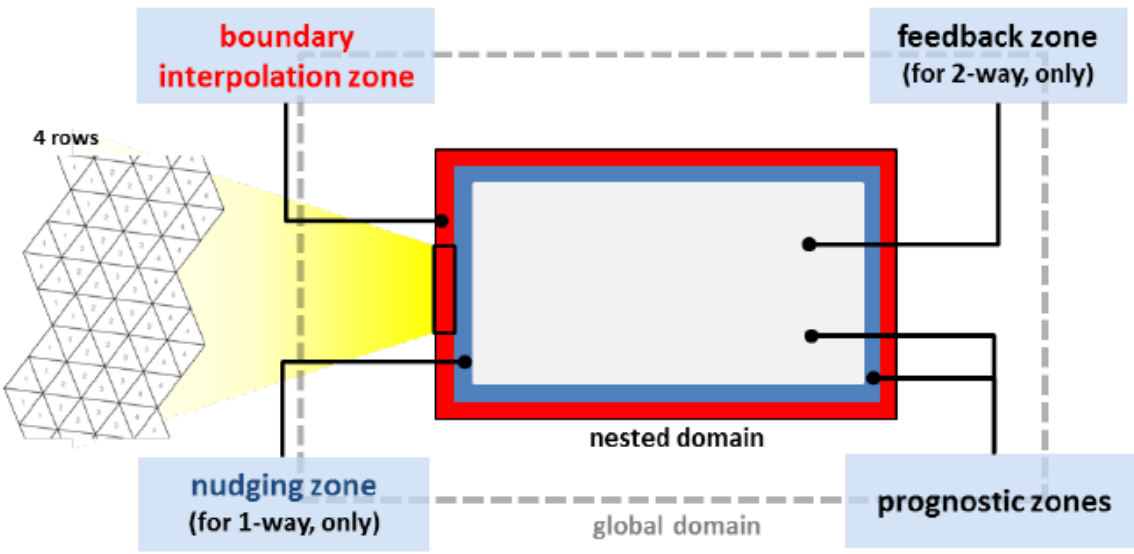 boundary
interpolation zone
feedback zone
(for 2-way, only)
4 rows
nested domain
nudging zone
(for 1-way, only)
prognostic zones
global domain